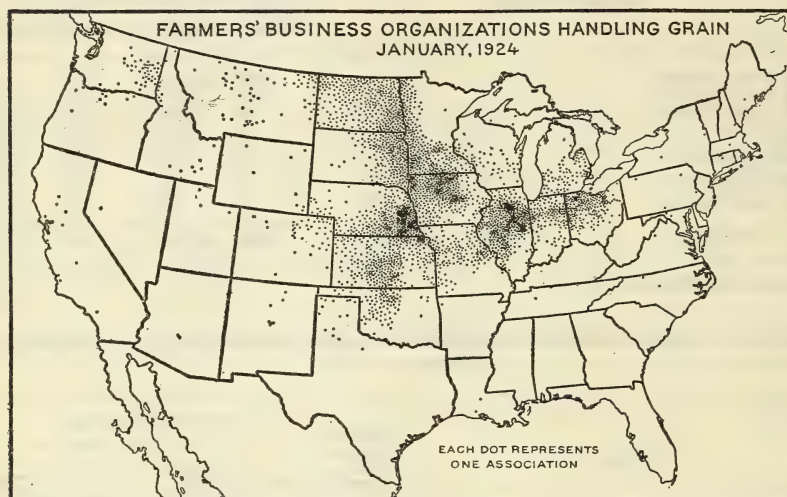 FARMERS' BUSINESS ORGANIZATIONS HANDLING GRAIN
JANUARY, 1924
EACH DOT REPRESENTS
ONE ASSOCIATION